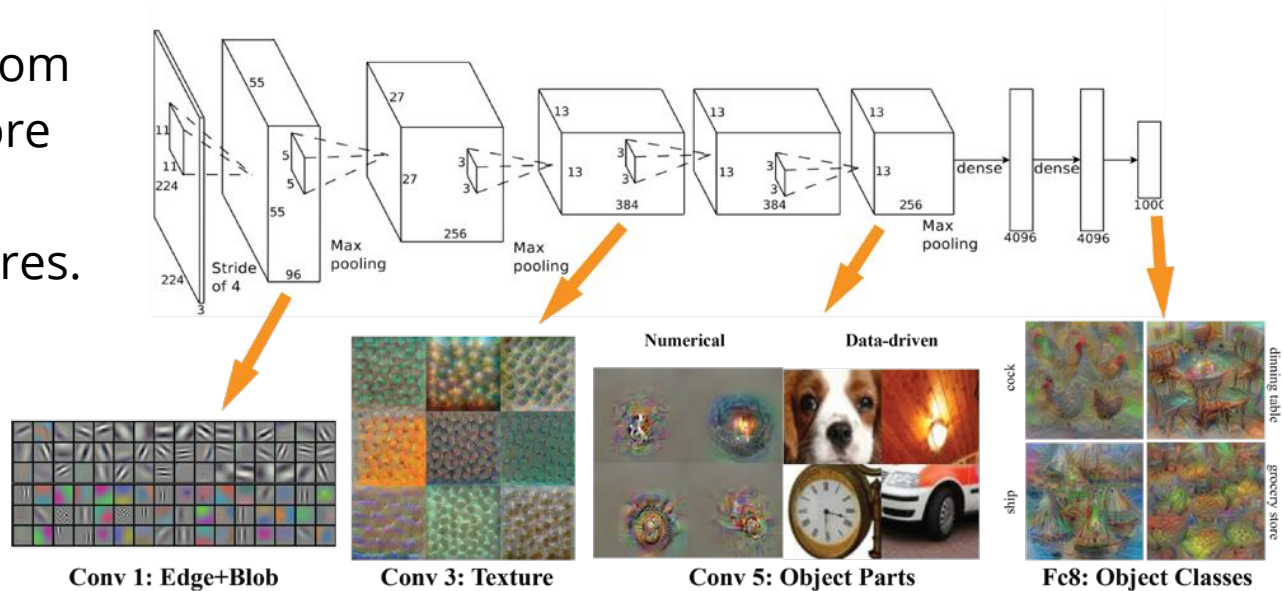 om
ore
res.
55
27
13
13
13
11
11
224
5
5
3
3
3
3
3
3
55
27
13
13
13
224
3
Stride
of 4
96
Max
pooling
256
Max
pooling
384
384
256
Max
pooling
dense
dense
4096
4096
1000
Numerical
Data-driven
cock
ship
dinning table
grocery store
Conv 1: Edge+Blob
Conv 3: Texture
Conv 5: Object Parts
Fc8: Object Classes